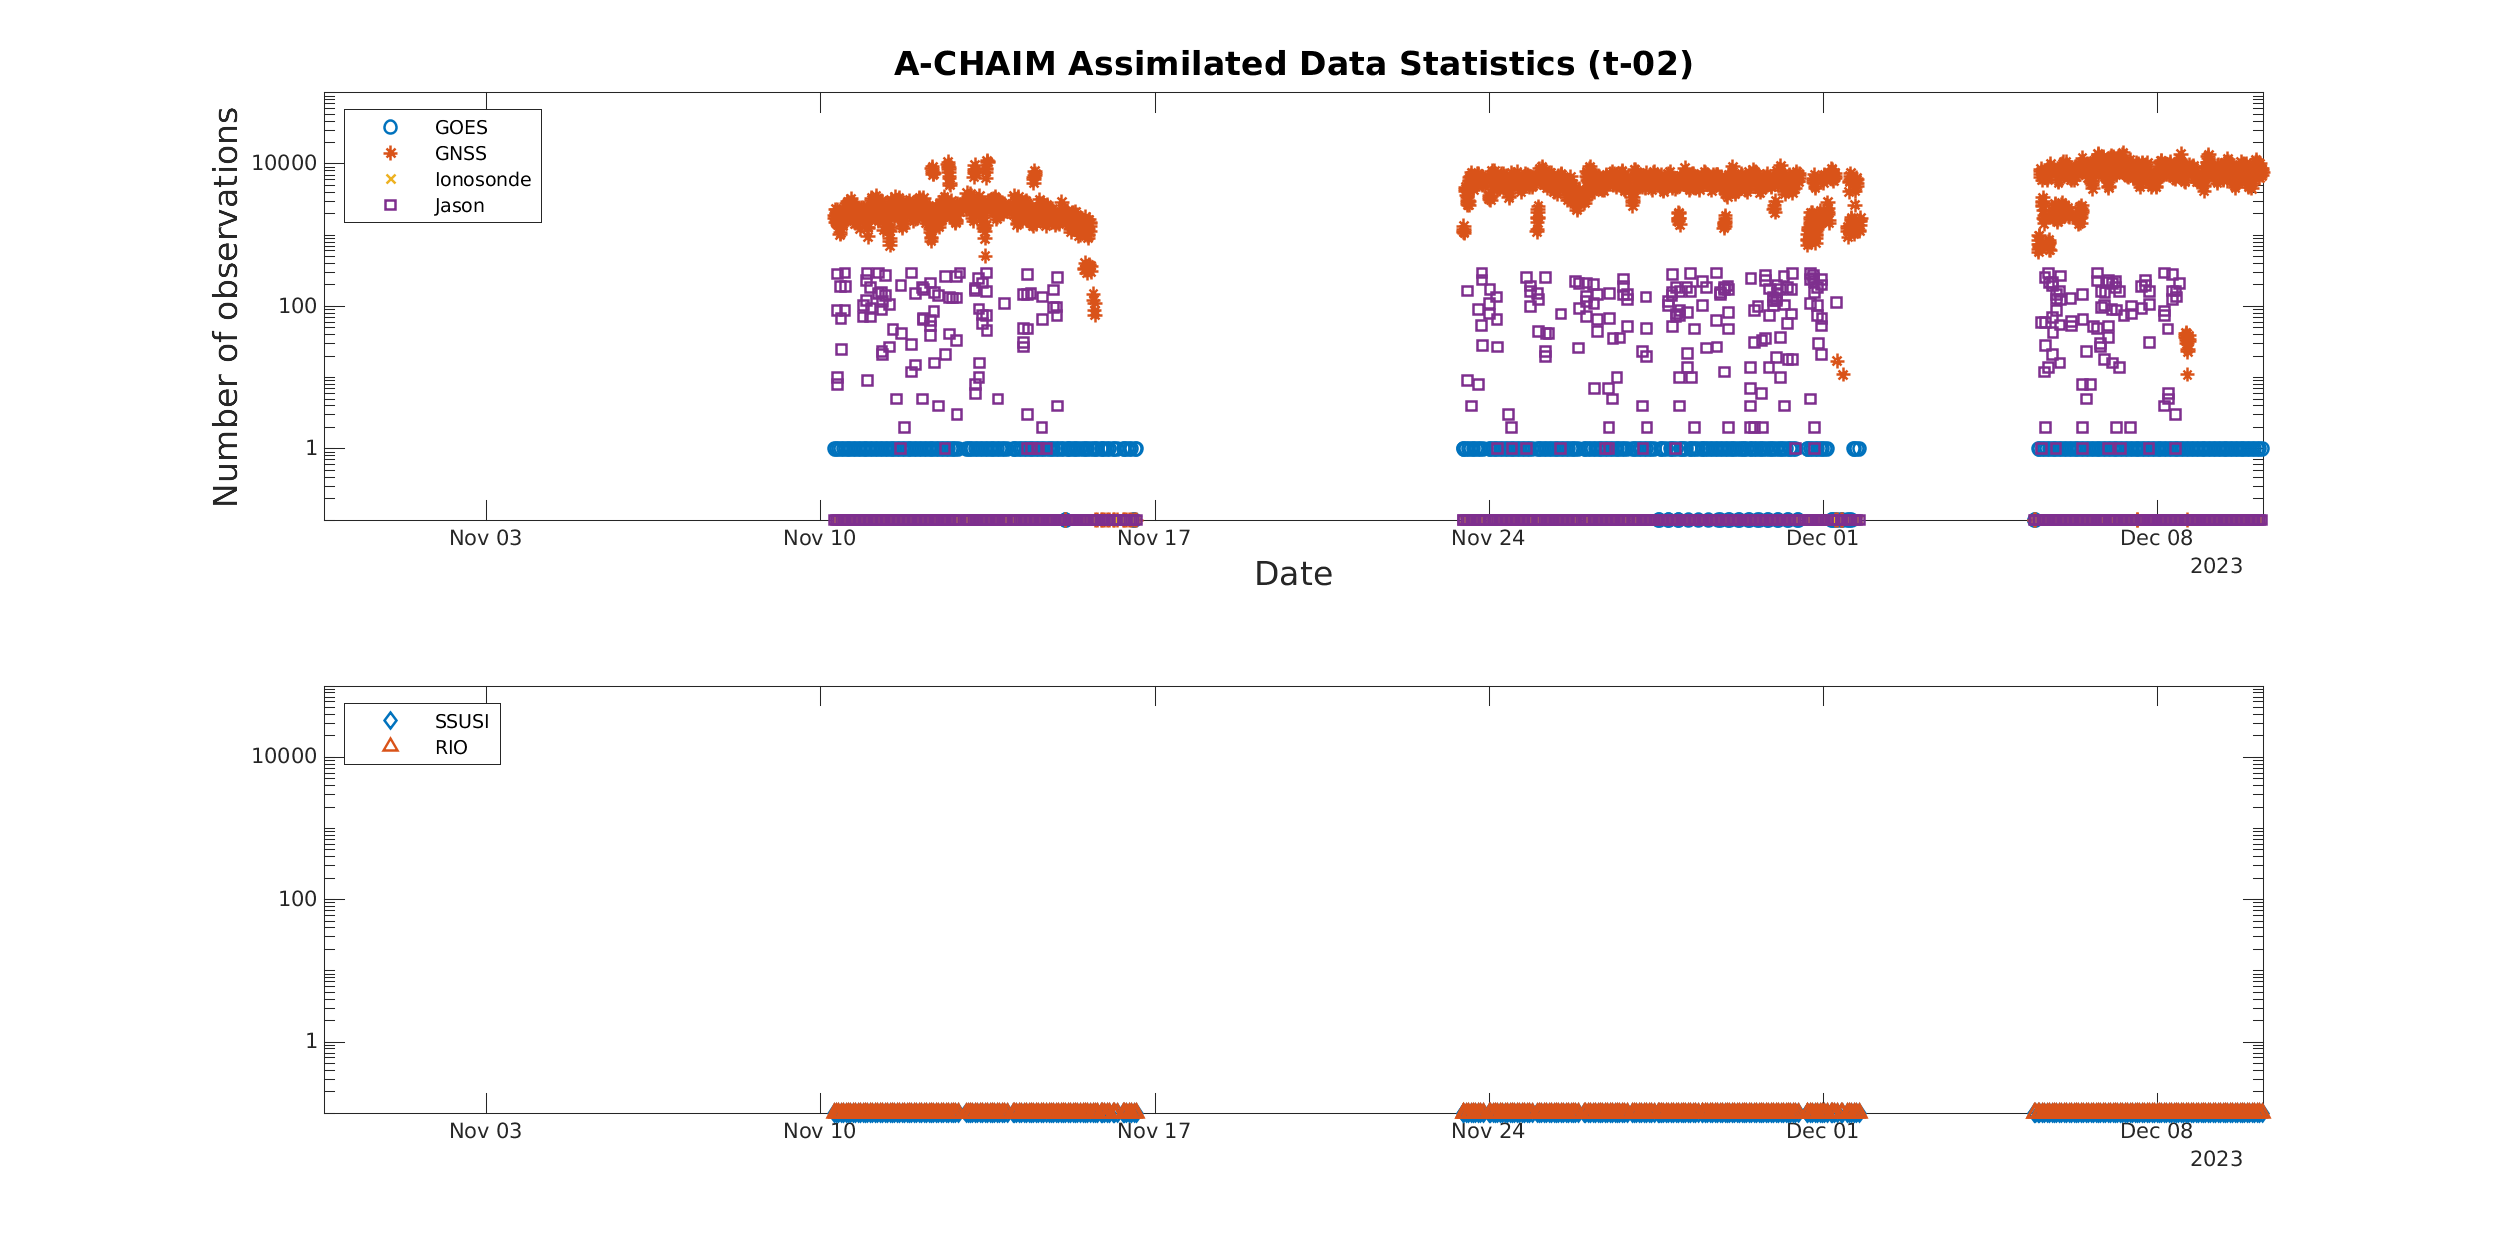 A-CHAIM Assimilated Data Statistics (t-02)
Number of observations
10000
100
1
GOES
GNSS
Ionosonde
Jason
Nov 03
Nov 10
Nov 17
Nov 24
Dec 01
Dec 08
2023
Date
10000
100
1
SSUSI
RIO
Nov 03
Nov 10
Nov 17
Nov 24
Dec 01
Dec 08
2023